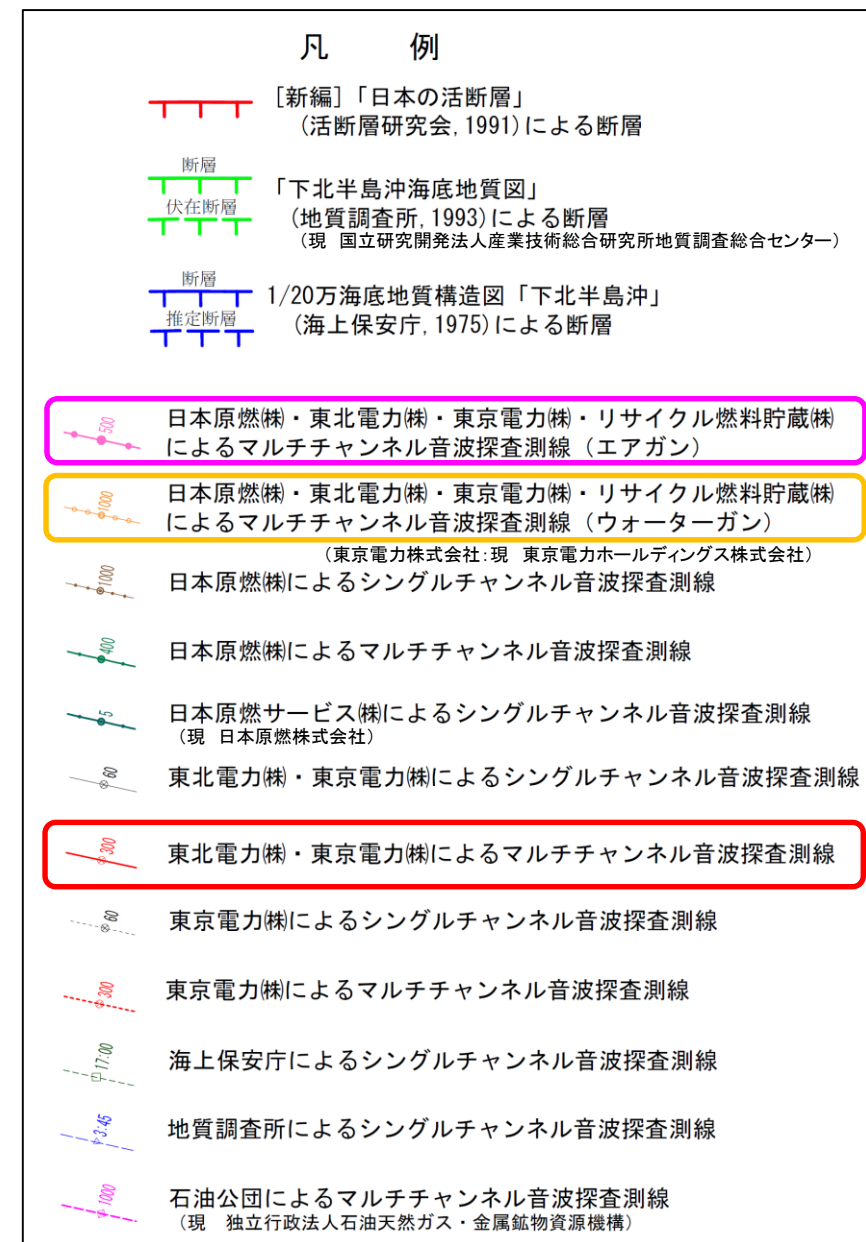 凡　例
[新編]「日本の活断層」
(活断層研究会, 1991)による断層
断層
伏在断層
「下北半島沖海底地質図」
(地質調査所, 1993)による断層
(現　国立研究開発法人産業技術総合研究所地質調査総合センター)
断層
推定断層
1/20万海底地質構造図「下北半島沖」
(海上保安庁, 1975)による断層
500
日本原燃㈱・東北電力㈱・東京電力㈱・リサイクル燃料貯蔵㈱
によるマルチチャンネル音波探査測線（エアガン）
1000
日本原燃㈱・東北電力㈱・東京電力㈱・リサイクル燃料貯蔵㈱
によるマルチチャンネル音波探査測線（ウォーターガン）
(東京電力株式会社:現　東京電力ホールディングス株式会社)
1000
日本原燃㈱によるシングルチャンネル音波探査測線
400
日本原燃㈱によるマルチチャンネル音波探査測線
5
日本原燃サービス㈱によるシングルチャンネル音波探査測線
(現　日本原燃株式会社)
60
東北電力㈱・東京電力㈱によるシングルチャンネル音波探査測線
300
東北電力㈱・東京電力㈱によるマルチチャンネル音波探査測線
60
東京電力㈱によるシングルチャンネル音波探査測線
300
東京電力㈱によるマルチチャンネル音波探査測線
17:00
海上保安庁によるシングルチャンネル音波探査測線
3:45
地質調査所によるシングルチャンネル音波探査測線
1000
石油公団によるマルチチャンネル音波探査測線
(現　独立行政法人石油天然ガス・金属鉱物資源機構)